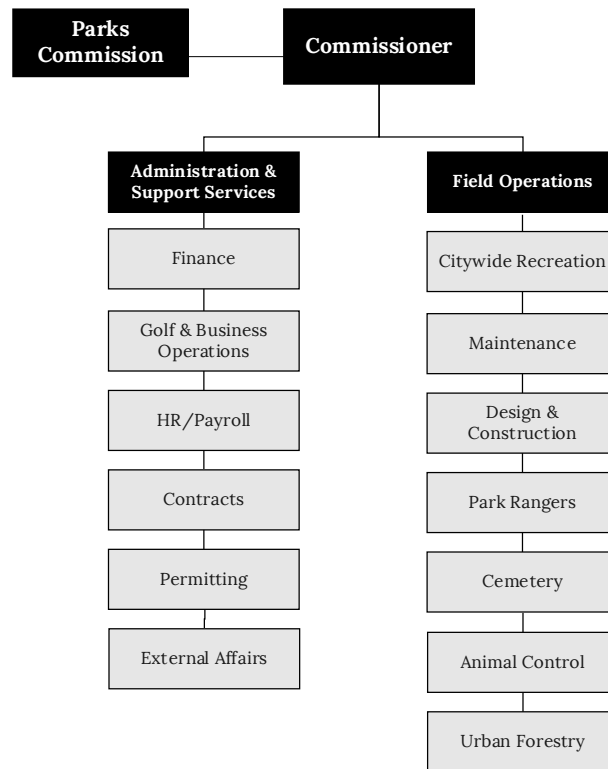 Parks
Commission
Commissioner
Administration &
Support Services
Finance
Golf & Business
Operations
HR/Payroll
Contracts
Permitting
External Affairs
Field Operations
Citywide Recreation
Maintenance
Design &
Construction
Park Rangers
Cemetery
Animal Control
Urban Forestry